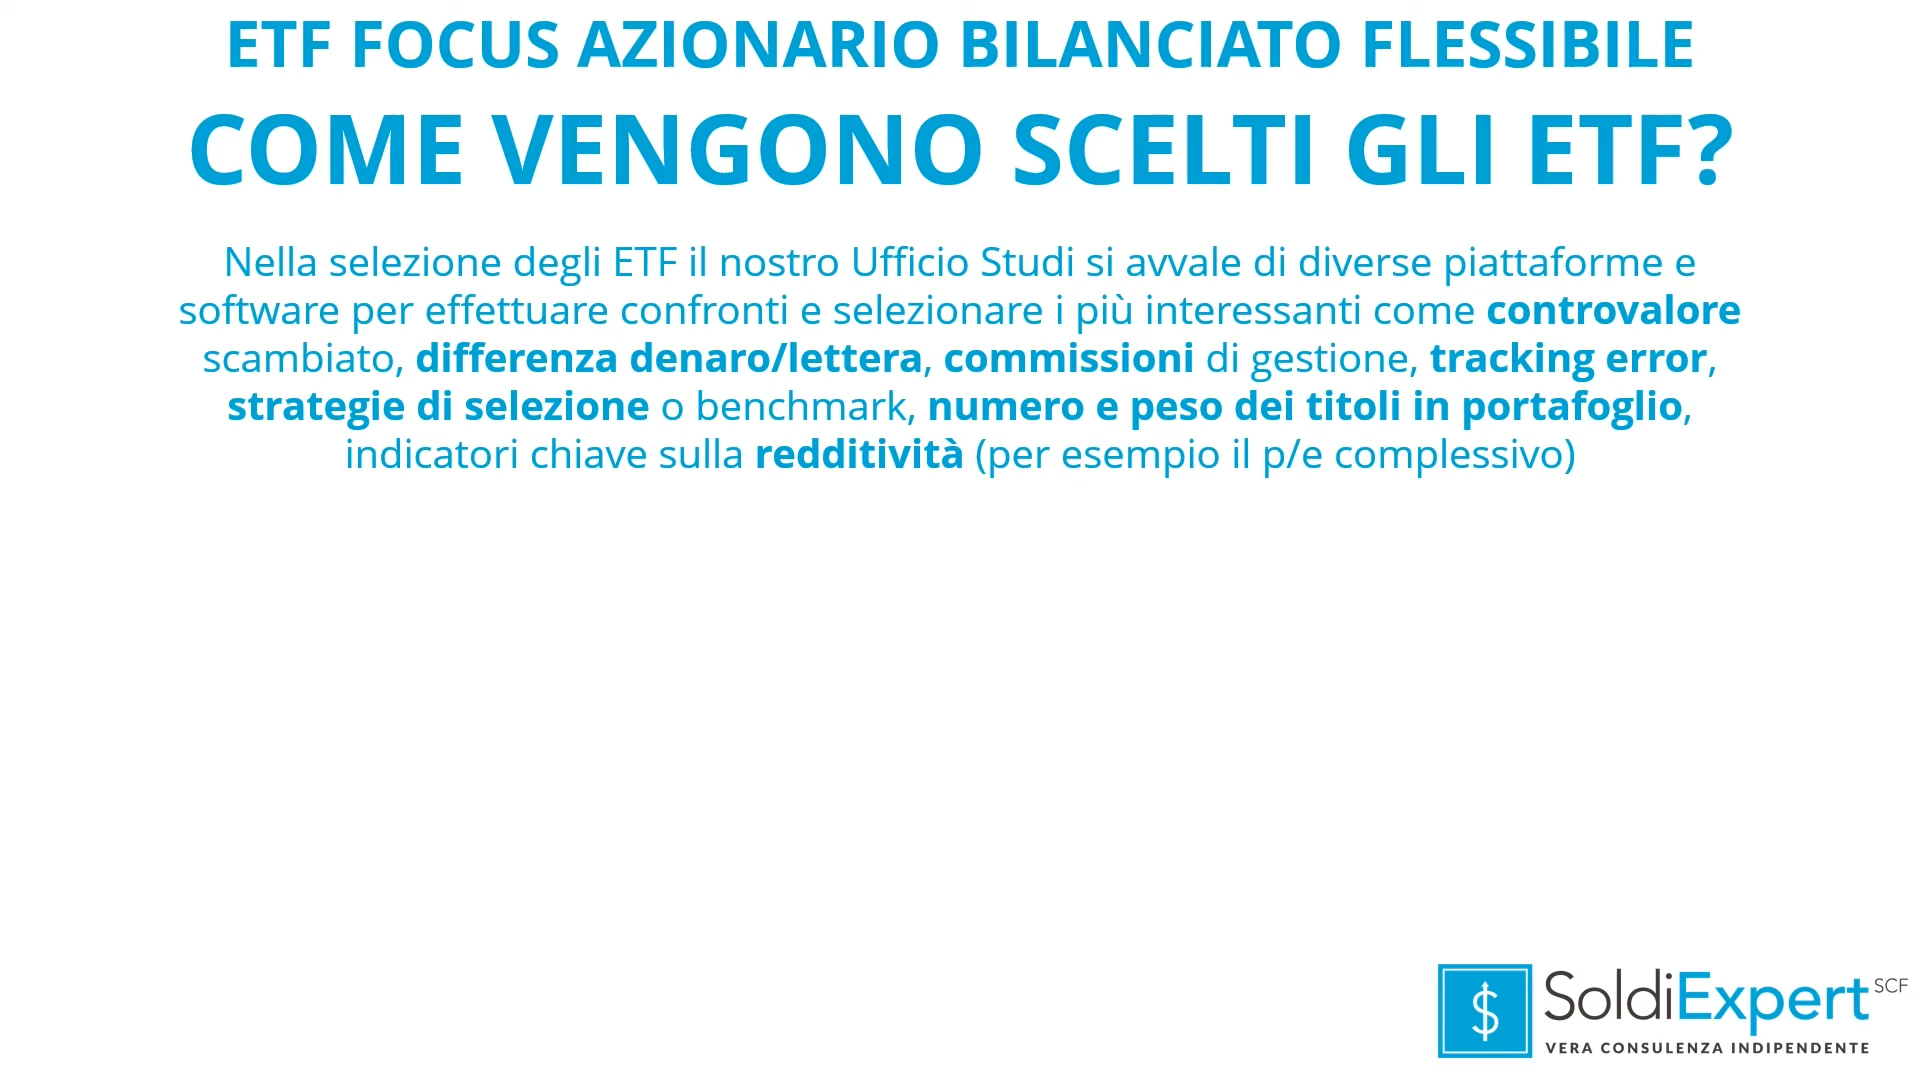 ETF FOCUS AZIONARIO BILANCIATO FLESSIBILE
COME VENGONO SCELTI GLI ETF?
Nella selezione degli ETF il nostro Ufficio Studi si avvale di diverse piattaforme e
software per effettuare confronti e selezionare i più interessanti come controvalore
scambiato, differenza denaro/lettera, commissioni di gestione, tracking error,
strategie di selezione o benchmark, numero e peso dei titoli in portafoglio,
indicatori chiave sulla redditività (per esempio il p/e complessivo)
SoldiExpert SCF
VERA CONSULENZA INDIPENDENTE